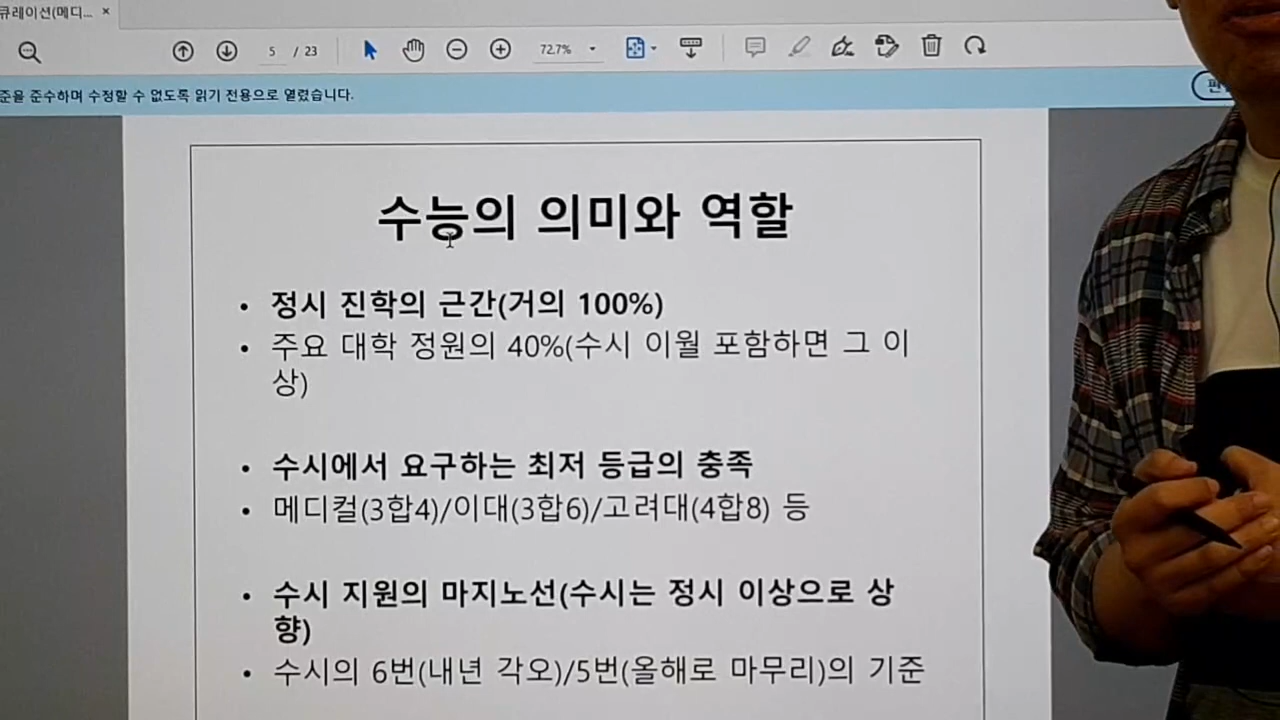 큐레이션(메디...
5 / 23
72.7%
준을 준수하며 수정할 수 없도록 읽기 전용으로 열렸습니다.
수능의 의미와 역할
• 정시 진학의 근간(거의 100%)
• 주요 대학 정원의 40%(수시 이월 포함하면 그 이
상)
• 수시에서 요구하는 최저 등급의 충족
• 메디컬(3합4)/이대(3합6)/고려대(4합8) 등
• 수시 지원의 마지노선(수시는 정시 이상으로 상
향)
• 수시의 6번(내년 각오)/5번(올해로 마무리)의 기준